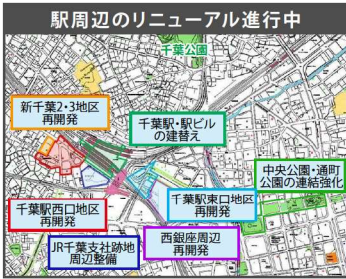 駅周辺のリニューアル進行中
千葉公園
新千葉2・3地区
再開発
千葉駅・駅ビル
の建替え
中央公園・通町
公園の連結強化
千葉駅西口地区
再開発
千葉駅東口地区
再開発
JR千葉支社跡地
周辺整備
西銀座周辺
再開発